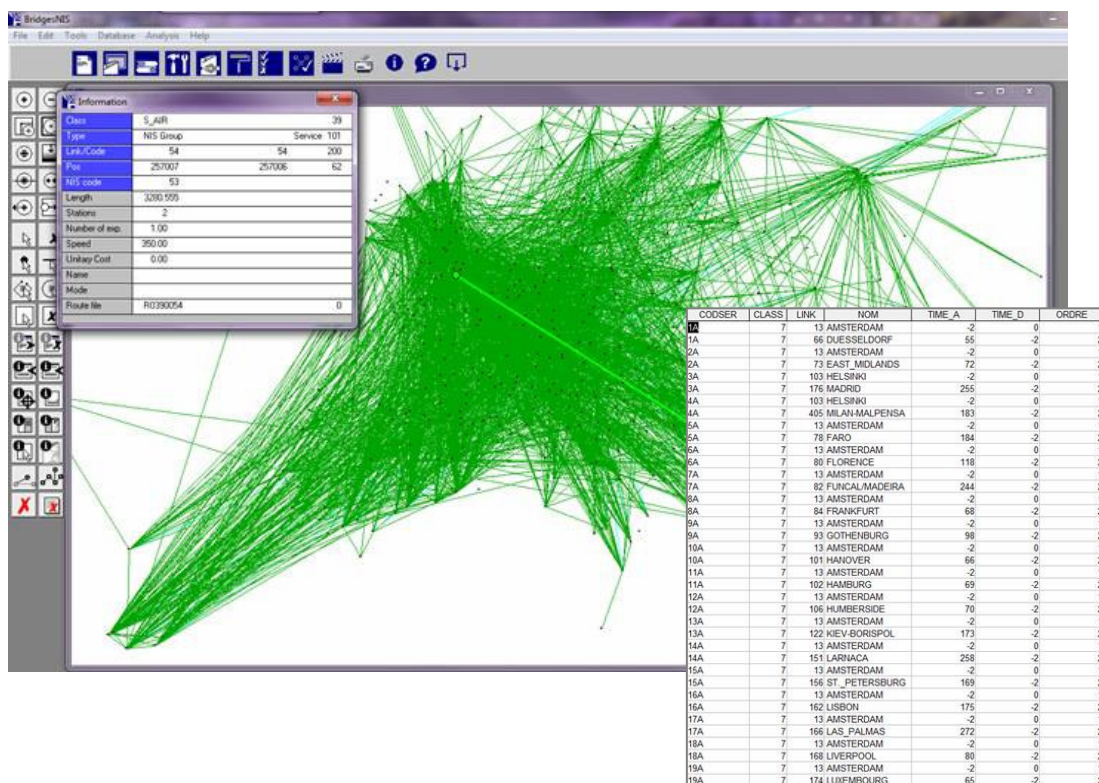 BridgesNIS
File Edit Tools Database Analysis Help
Information
Class S_AIR 39
Type NIS Group Service 101
Link/Code 54 54 200
Pos 257007 257006 62
NIS code 53
Length 3280.555
Stations 2
Number of exp. 1.00
Speed 350.00
Unitary Cost 0.00
Name
Mode
Route file R0390054 0
CODSER CLASS LINK NOM TIME_A TIME_D ORDRE
1A 7 13 AMSTERDAM -2 0
1A 7 66 DUESSELDORF 55 -2
2A 7 13 AMSTERDAM -2 0
2A 7 73 EAST_MIDLANDS 72 -2
3A 7 103 HELSINKI -2 0
3A 7 176 MADRID 255 -2
4A 7 103 HELSINKI -2 0
4A 7 405 MILAN-MALPENSA 183 -2
5A 7 13 AMSTERDAM -2 0
5A 7 78 FARO 184 -2
6A 7 13 AMSTERDAM -2 0
6A 7 80 FLORENCE 118 -2
7A 7 13 AMSTERDAM -2 0
7A 7 82 FUNCAL/MADEIRA 244 -2
8A 7 13 AMSTERDAM -2 0
8A 7 84 FRANKFURT 68 -2
9A 7 13 AMSTERDAM -2 0
9A 7 93 GOTHENBURG 98 -2
10A 7 13 AMSTERDAM -2 0
10A 7 101 HANOVER 66 -2
11A 7 13 AMSTERDAM -2 0
11A 7 102 HAMBURG 69 -2
12A 7 13 AMSTERDAM -2 0
12A 7 106 HUMBERSIDE 70 -2
13A 7 13 AMSTERDAM -2 0
13A 7 122 KIEV-BORISPOL 173 -2
14A 7 13 AMSTERDAM -2 0
14A 7 151 LARNACA 258 -2
15A 7 13 AMSTERDAM -2 0
15A 7 156 ST._PETERSBURG 169 -2
16A 7 13 AMSTERDAM -2 0
16A 7 162 LISBON 175 -2
17A 7 13 AMSTERDAM -2 0
17A 7 166 LAS_PALMAS 272 -2
18A 7 13 AMSTERDAM -2 0
18A 7 168 LIVERPOOL 80 -2
19A 7 13 AMSTERDAM -2 0
19A 7 174 LUXEMBOURG 65 -2